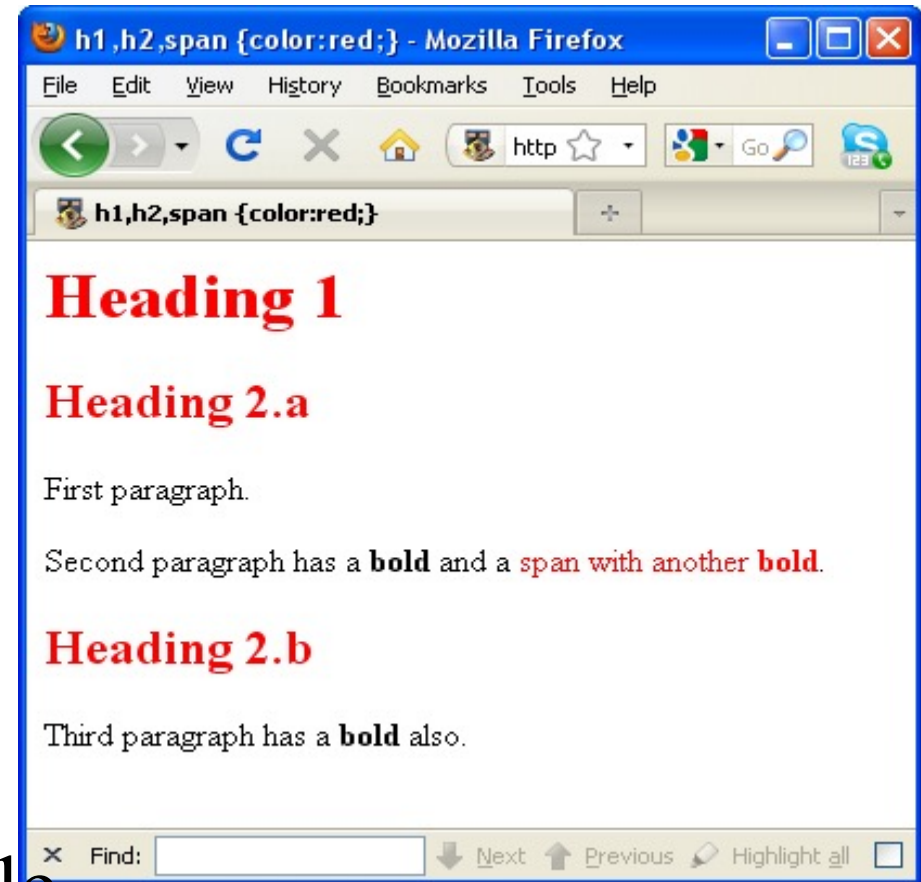 h1,h2,span {color:red;} - Mozilla Firefox
File Edit View History Bookmarks Tools Help
http Go
123
h1,h2,span {color:red;}
Heading 1
Heading 2.a
First paragraph.
Second paragraph has a bold and a span with another bold.
Heading 2.b
Third paragraph has a bold also.
× Find: Next Previous Highlight all